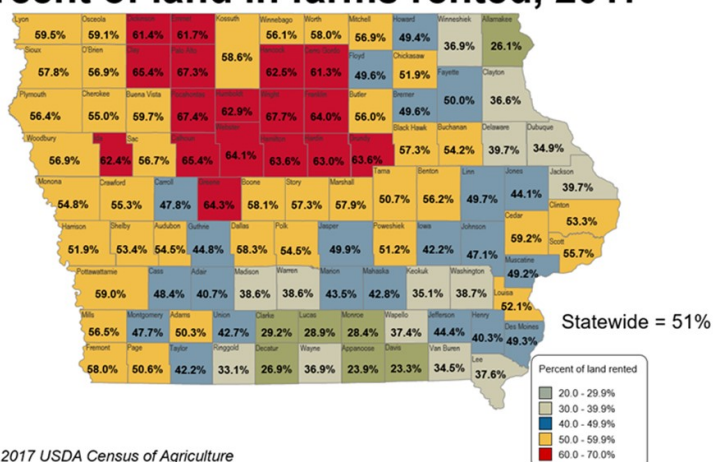 Percent of land in farms rented, 2017
Lyon Osceola Dickinson Emmet Kossuth Winnebago Worth Mitchell Howard Winneshiek Allamakee
59.5% 59.1% 61.4% 61.7% 58.6% 56.1% 58.0% 56.9% 49.4% 36.9% 26.1%
Sioux O'Brien Clay Palo Alto Hancock Cerro Gordo Floyd Chickasaw
57.8% 56.9% 65.4% 67.3% 62.5% 61.3% 49.6% 51.9%
Plymouth Cherokee Buena Vista Pocahontas Humboldt Wright Franklin Butler Bremer Fayette Clayton
56.4% 55.0% 59.7% 67.4% 62.9% 67.7% 64.0% 56.0% 49.6% 50.0% 36.6%
Woodbury Ida Sac Calhoun Webster Hamilton Hardin Grundy Black Hawk Buchanan Delaware Dubuque
56.9% 62.4% 56.7% 65.4% 64.1% 63.6% 63.0% 63.6% 57.3% 54.2% 39.7% 34.9%
Monona Crawford Carroll Greene Boone Story Marshall Tama Benton Linn Jones Jackson
54.8% 55.3% 47.8% 64.3% 58.1% 57.3% 57.9% 50.7% 56.2% 49.7% 44.1% 39.7%
Clinton
53.3%
Harrison Shelby Audubon Guthrie Dallas Polk Jasper Poweshiek Iowa Johnson Cedar Scott
51.9% 53.4% 54.5% 44.8% 58.3% 54.5% 49.9% 51.2% 42.2% 47.1% 59.2% 55.7%
Muscatine
49.2%
Pottawattamie Cass Adair Madison Warren Marion Mahaska Keokuk Washington Louisa
59.0% 48.4% 40.7% 38.6% 38.6% 43.5% 42.8% 35.1% 38.7% 52.1%
Mills Montgomery Adams Union Clarke Lucas Monroe Wapello Jefferson Henry Des Moines
56.5% 47.7% 50.3% 42.7% 29.2% 28.9% 28.4% 37.4% 44.4% 40.3% 49.3%
Statewide = 51%
Fremont Page Taylor Ringgold Decatur Wayne Appanoose Davis Van Buren Lee
58.0% 50.6% 42.2% 33.1% 26.9% 36.9% 23.9% 23.3% 34.5% 37.6%
Percent of land rented
20.0 - 29.9%
30.0 - 39.9%
40.0 - 49.9%
50.0 - 59.9%
60.0 - 70.0%
2017 USDA Census of Agriculture